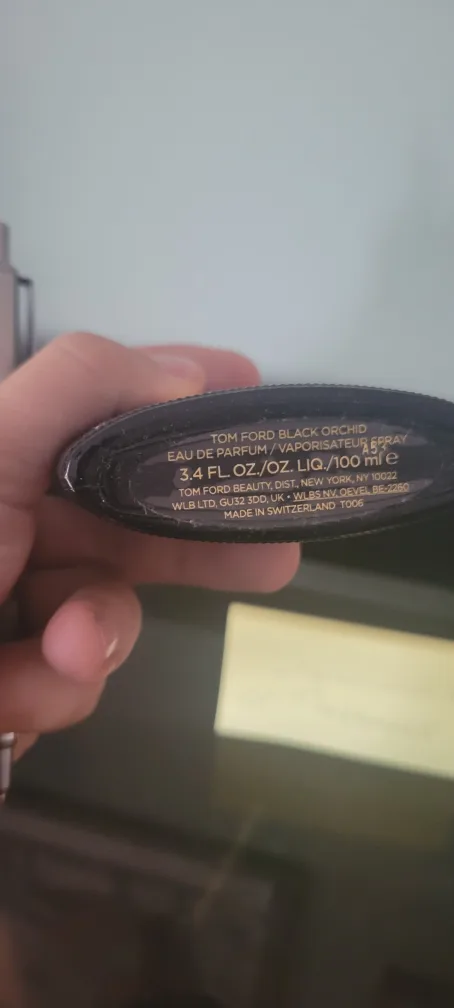 TOM FORD BLACK ORCHID
EAU DE PARFUM / VAPORISATEUR SPRAY
3.4 FL. OZ./OZ. LIQ./100 ml e
TOM FORD BEAUTY, DIST., NEW YORK, NY 10022
WLB LTD, GU32 3DD, UK • WLBS NV, OEVEL BE-2260
MADE IN SWITZERLAND T006